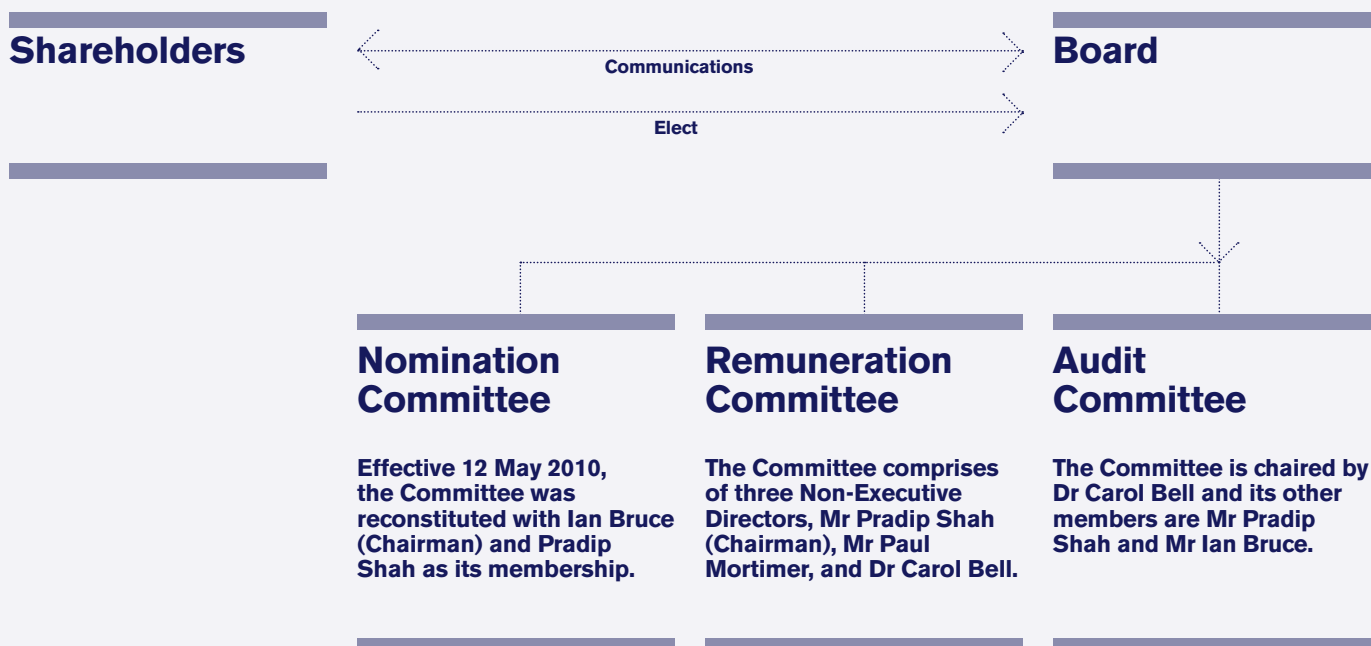 Shareholders
Communications
Elect
Board
Nomination
Committee
Effective 12 May 2010,
the Committee was
reconstituted with Ian Bruce
(Chairman) and Pradip
Shah as its membership.
Remuneration
Committee
The Committee comprises
of three Non-Executive
Directors, Mr Pradip Shah
(Chairman), Mr Paul
Mortimer, and Dr Carol Bell.
Audit
Committee
The Committee is chaired by
Dr Carol Bell and its other
members are Mr Pradip
Shah and Mr Ian Bruce.